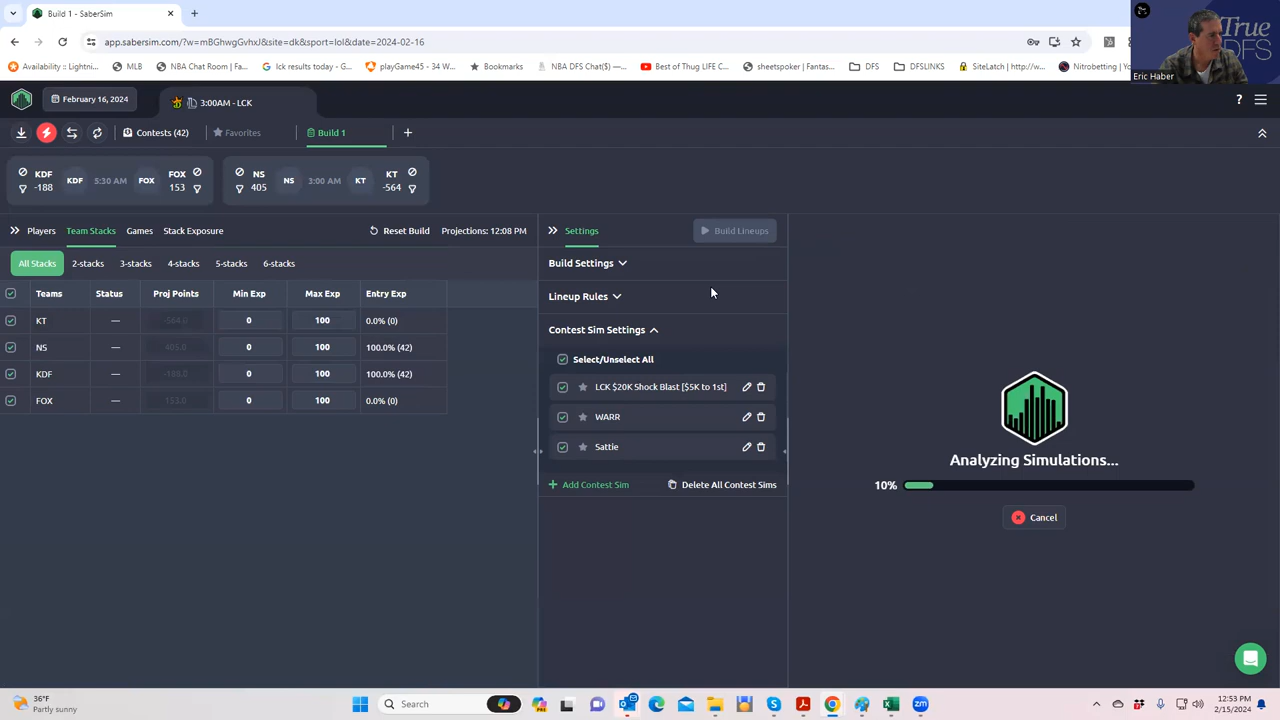 Build 1 - SaberSim
app.sabersim.com/?w=mBGhwgGvhxJ&site=dk&sport=lol&date=2024-02-16
Availability :: Lightni...
MLB
NBA Chat Room | Fa...
lck results today - G...
playGame45 - 34 W...
Bookmarks
NBA DFS Chat($)—...
Best of Thug LIFE C...
sheetspoker | Fantas...
DFS
DFSLINKS
SiteLatch | http://w...
Nitrobetting | Home...
True
DFS
Eric Haber
February 16, 2024
3:00AM - LCK
?
Contests (42)
Favorites
Build 1
KDF
-188
KDF
5:30 AM
FOX
FOX
153
NS
405
NS
3:00 AM
KT
KT
-564
Players
Team Stacks
Games
Stack Exposure
Reset Build
Projections: 12:08 PM
Settings
Build Lineups
All Stacks
2-stacks
3-stacks
4-stacks
5-stacks
6-stacks
Teams
Status
Proj Points
Min Exp
Max Exp
Entry Exp
KT — -564.0 0 100 0.0% (0)
NS — 405.0 0 100 100.0% (42)
KDF — -188.0 0 100 100.0% (42)
FOX — 153.0 0 100 0.0% (0)
Build Settings
Lineup Rules
Contest Sim Settings
Select/Unselect All
LCK $20K Shock Blast [$5K to 1st]
WARR
Sattie
Add Contest Sim
Delete All Contest Sims
Analyzing Simulations...
10%
Cancel
36°F
Partly sunny
Search
12:53 PM
2/15/2024